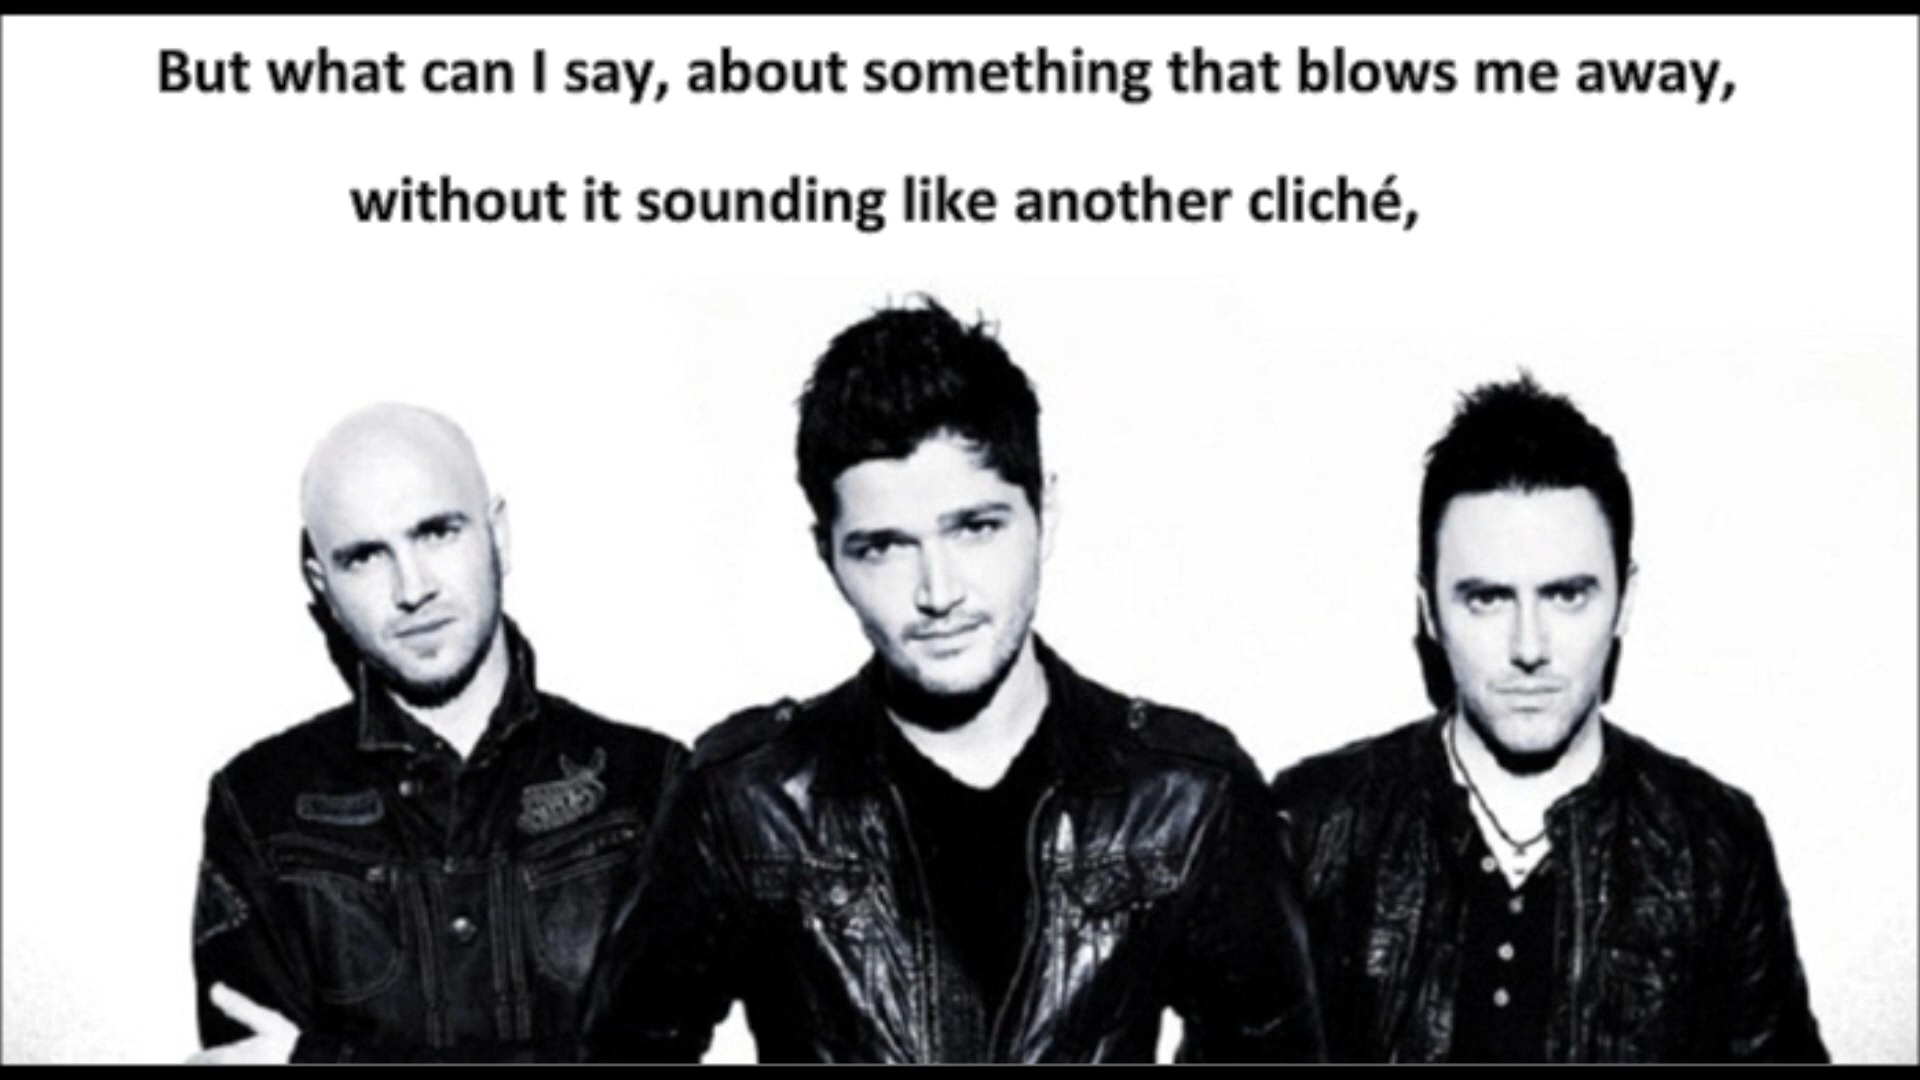 But what can I say, about something that blows me away,
without it sounding like another cliché,